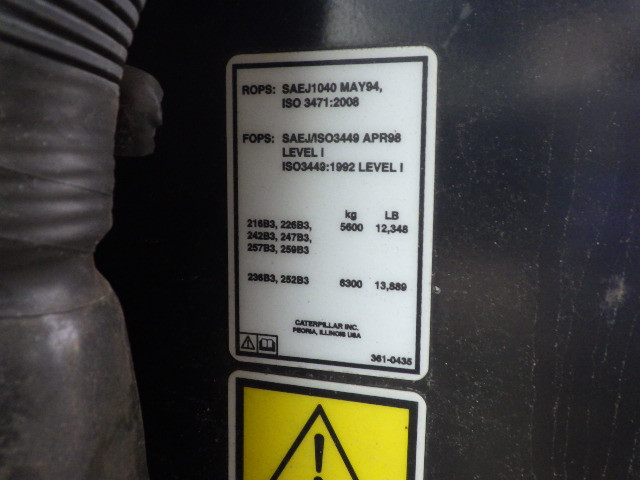 ROPS: SAEJ1040 MAY94,
ISO 3471:2008
FOPS: SAEJ/ISO3449 APR98
LEVEL I
ISO3449:1992 LEVEL I
kg LB
216B3, 226B3, 5600 12,348
242B3, 247B3,
257B3, 259B3
236B3, 252B3 6300 13,889
CATERPILLAR INC.
PEORIA, ILLINOIS USA
361-0435